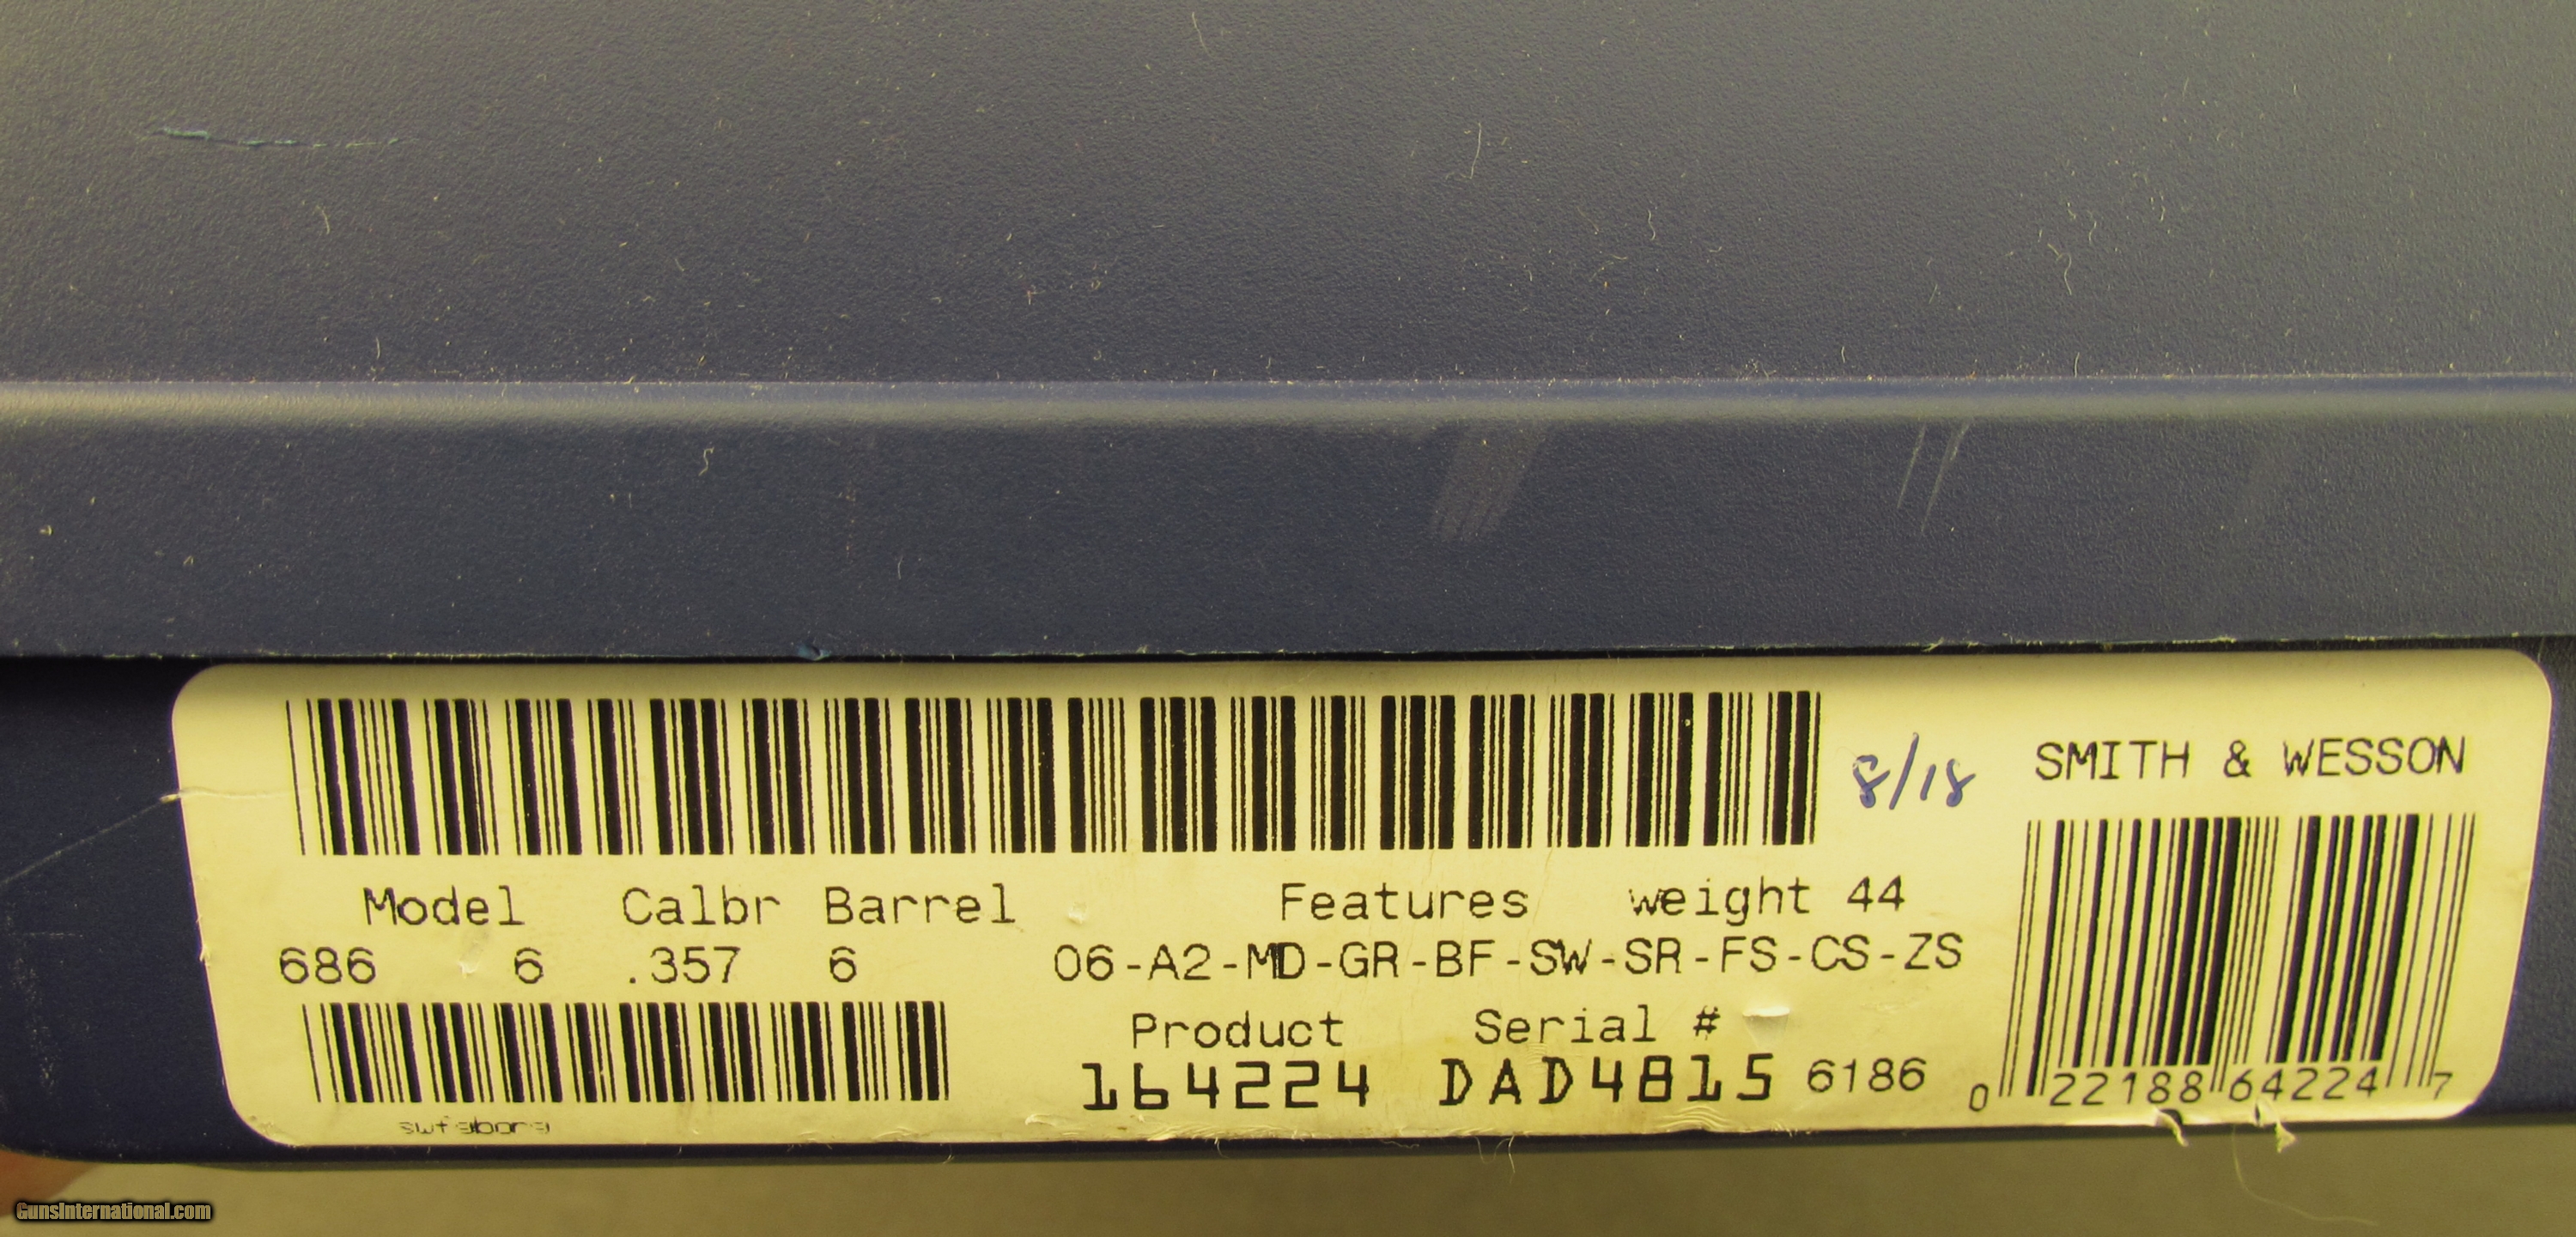 8/18 SMITH & WESSON
Model Calbr Barrel Features weight 44
686 6 .357 6 06-A2-MD-GR-BF-SW-SR-FS-CS-ZS
Product Serial #
164224 DAD4815 6186
0 22188 64224 7
GunsInternational.com